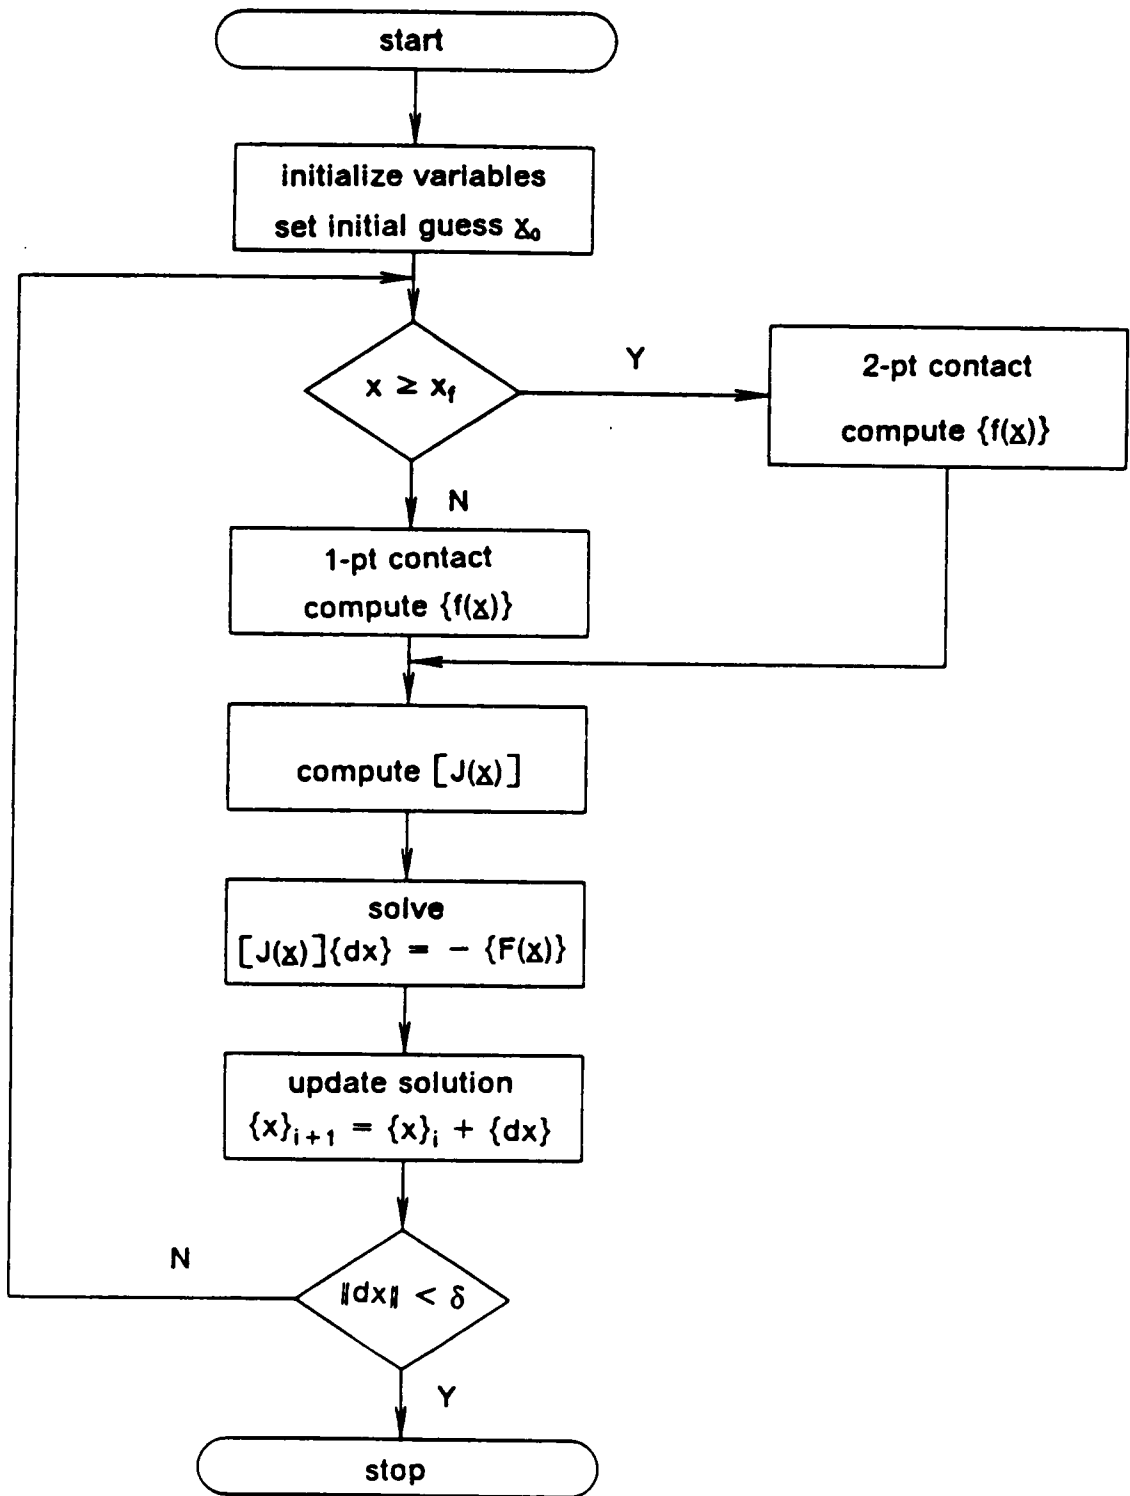 start
initialize variables
set initial guess x̲₀
x ≥ x_f
Y
2-pt contact
compute {f(x̲)}
N
1-pt contact
compute {f(x̲)}
compute [J(x̲)]
solve
[J(x̲)]{dx} = − {F(x̲)}
update solution
{x}ᵢ₊₁ = {x}ᵢ + {dx}
N
‖dx‖ < δ
Y
stop